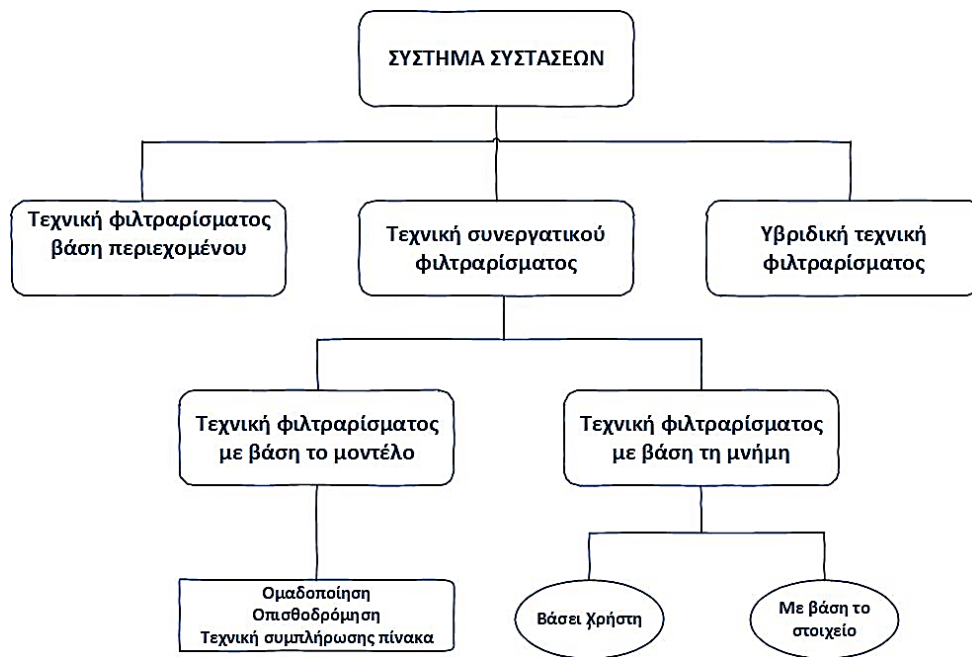 ΣΥΣΤΗΜΑ ΣΥΣΤΑΣΕΩΝ
Τεχνική φιλτραρίσματος
βάση περιεχομένου
Τεχνική συνεργατικού
φιλτραρίσματος
Υβριδική τεχνική
φιλτραρίσματος
Τεχνική φιλτραρίσματος
με βάση το μοντέλο
Τεχνική φιλτραρίσματος
με βάση τη μνήμη
Ομαδοποίηση
Οπισθοδρόμηση
Τεχνική συμπλήρωσης πίνακα
Βάσει Χρήστη
Με βάση το
στοιχείο